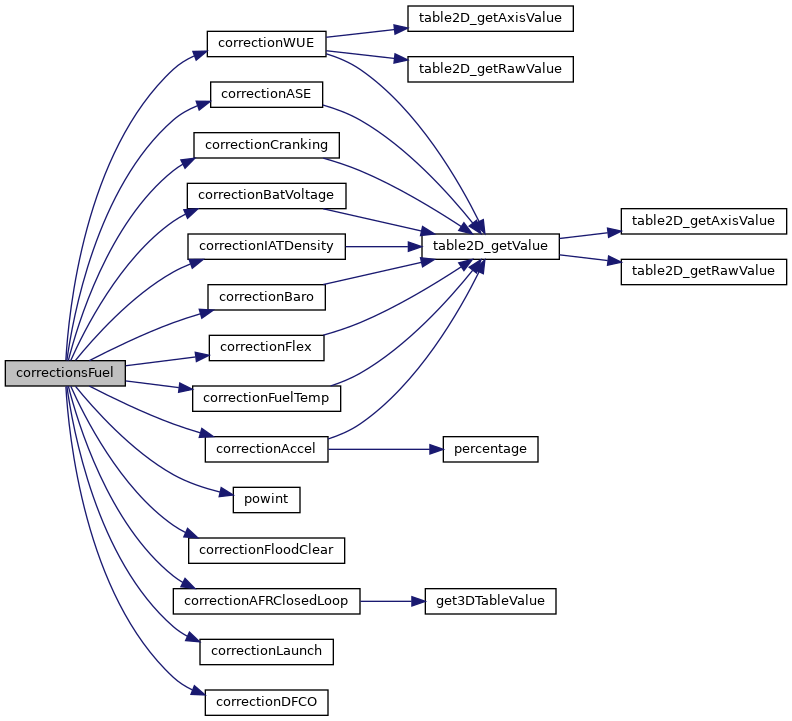 correctionsFuel
correctionWUE
correctionASE
correctionCranking
correctionBatVoltage
correctionIATDensity
correctionBaro
correctionFlex
correctionFuelTemp
correctionAccel
powint
correctionFloodClear
correctionAFRClosedLoop
correctionLaunch
correctionDFCO
table2D_getAxisValue
table2D_getRawValue
table2D_getValue
percentage
get3DTableValue
table2D_getAxisValue
table2D_getRawValue